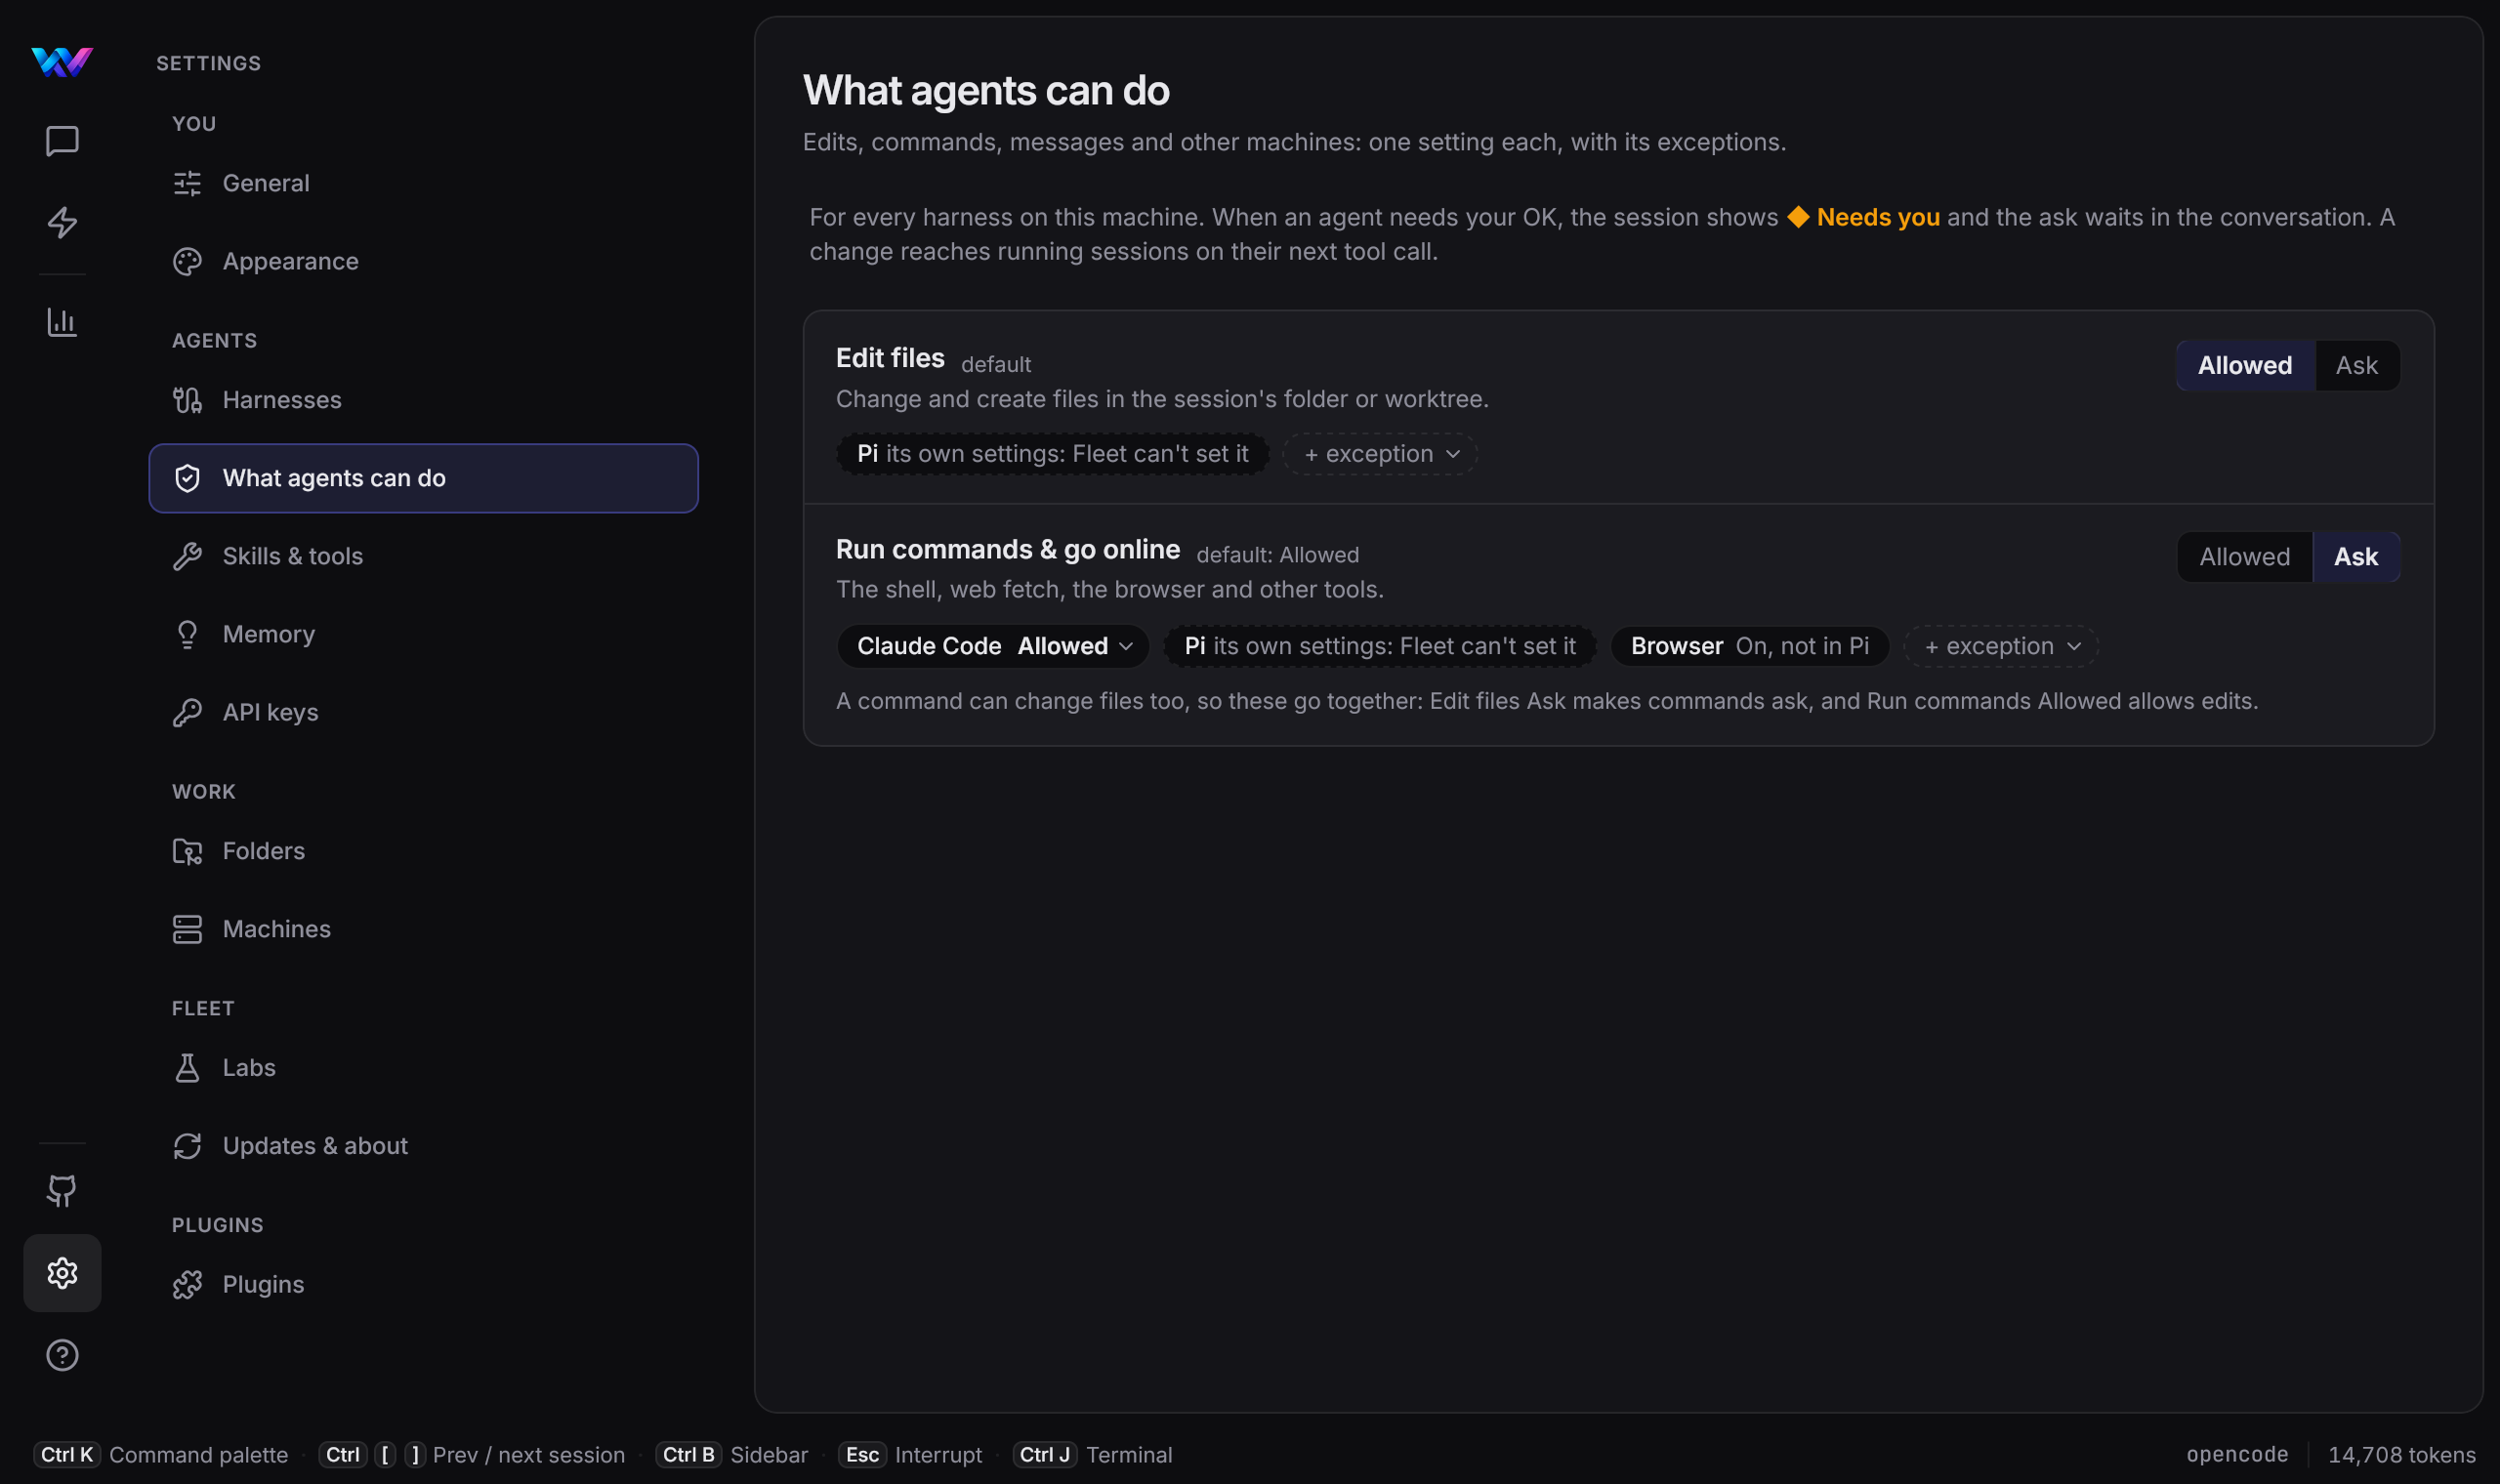 SETTINGS
YOU
General
Appearance
AGENTS
Harnesses
What agents can do
Skills & tools
Memory
API keys
WORK
Folders
Machines
FLEET
Labs
Updates & about
PLUGINS
Plugins
What agents can do
Edits, commands, messages and other machines: one setting each, with its exceptions.
For every harness on this machine. When an agent needs your OK, the session shows ◆ Needs you and the ask waits in the conversation. A
change reaches running sessions on their next tool call.
Edit files default
Allowed Ask
Change and create files in the session's folder or worktree.
Pi its own settings: Fleet can't set it + exception
Run commands & go online default: Allowed
Allowed Ask
The shell, web fetch, the browser and other tools.
Claude Code Allowed Pi its own settings: Fleet can't set it Browser On, not in Pi + exception
A command can change files too, so these go together: Edit files Ask makes commands ask, and Run commands Allowed allows edits.
Ctrl K Command palette · Ctrl [ ] Prev / next session · Ctrl B Sidebar · Esc Interrupt · Ctrl J Terminal
opencode 14,708 tokens